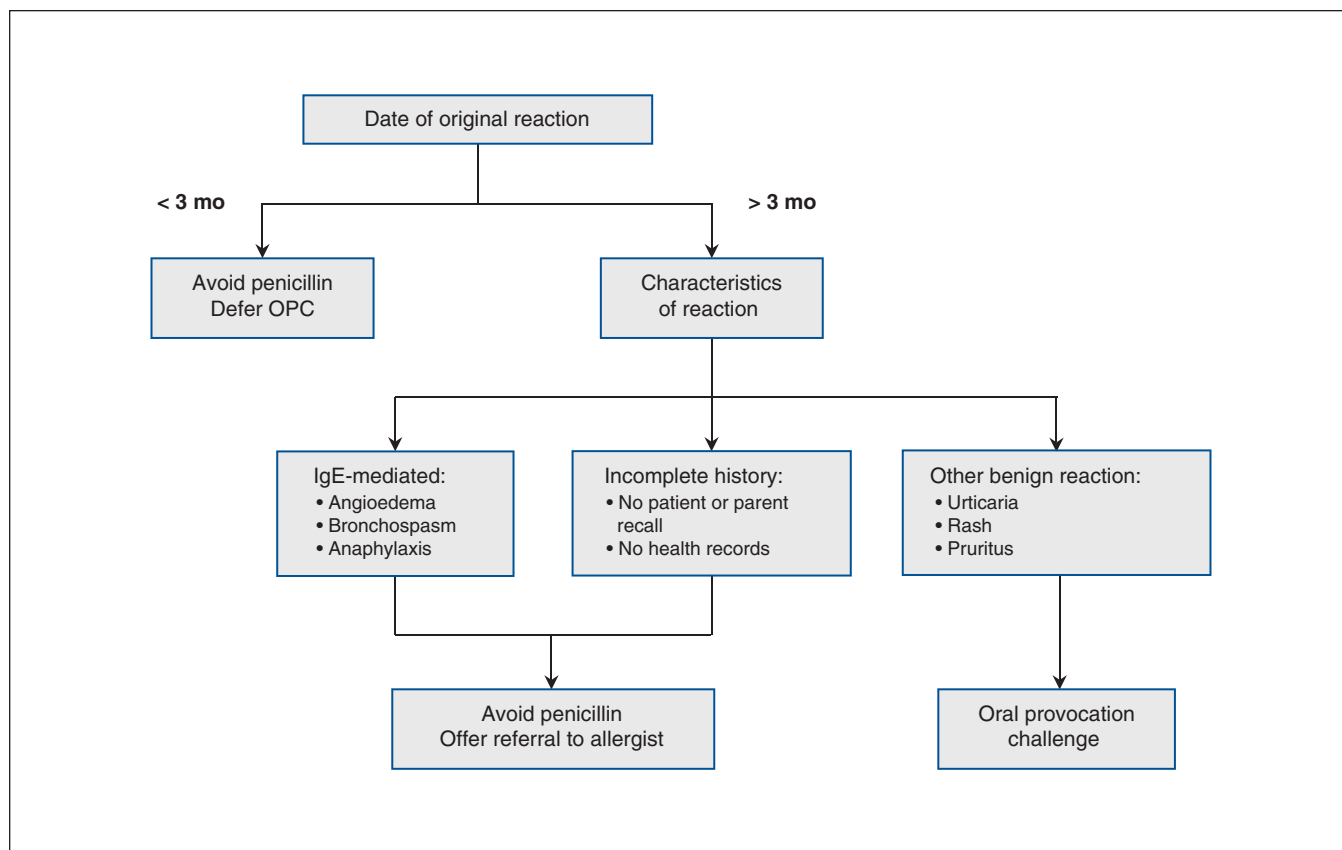 Date of original reaction
< 3 mo
> 3 mo
Avoid penicillin
Defer OPC
Characteristics
of reaction
IgE-mediated:
• Angioedema
• Bronchospasm
• Anaphylaxis
Incomplete history:
• No patient or parent
recall
• No health records
Other benign reaction:
• Urticaria
• Rash
• Pruritus
Avoid penicillin
Offer referral to allergist
Oral provocation
challenge